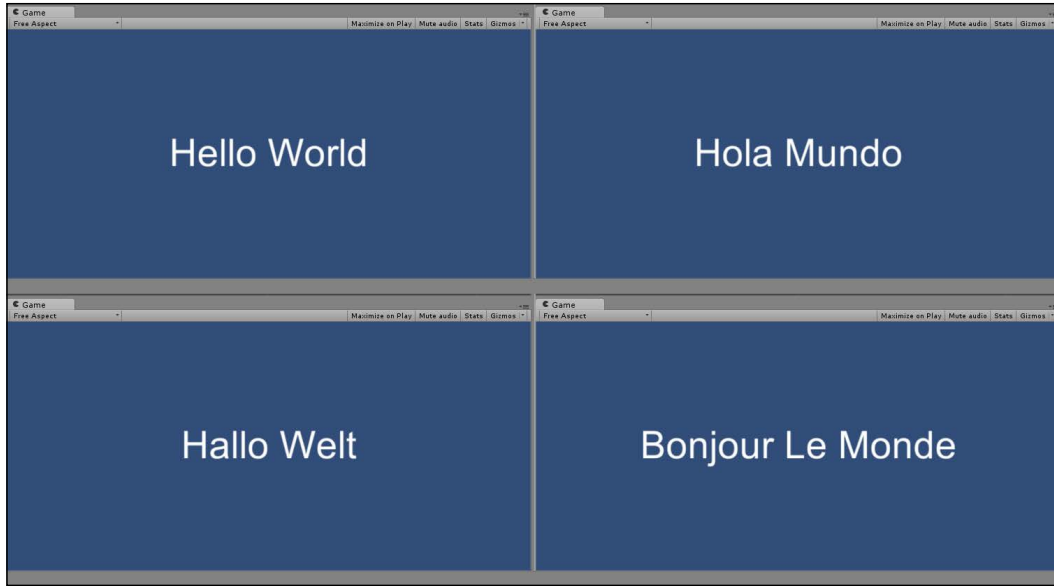 Game
Free Aspect Maximize on Play Mute audio Stats Gizmos
Hello World
Game
Free Aspect Maximize on Play Mute audio Stats Gizmos
Hola Mundo
Game
Free Aspect Maximize on Play Mute audio Stats Gizmos
Hallo Welt
Game
Free Aspect Maximize on Play Mute audio Stats Gizmos
Bonjour Le Monde